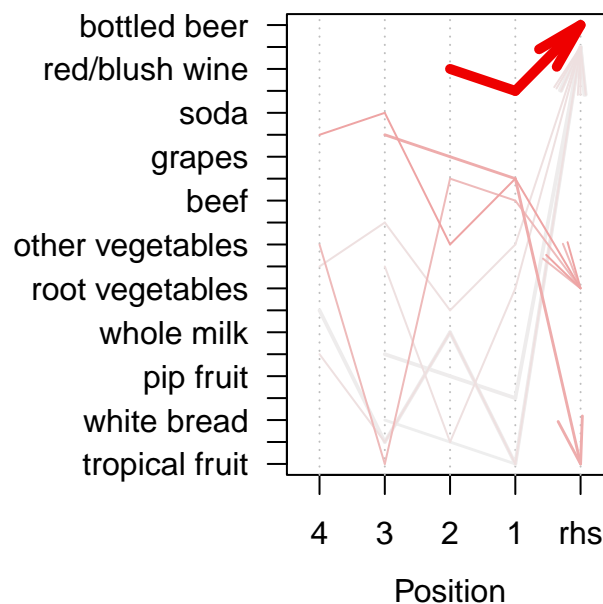 bottled beer
red/blush wine
soda
grapes
beef
other vegetables
root vegetables
whole milk
pip fruit
white bread
tropical fruit
4 3 2 1 rhs
Position